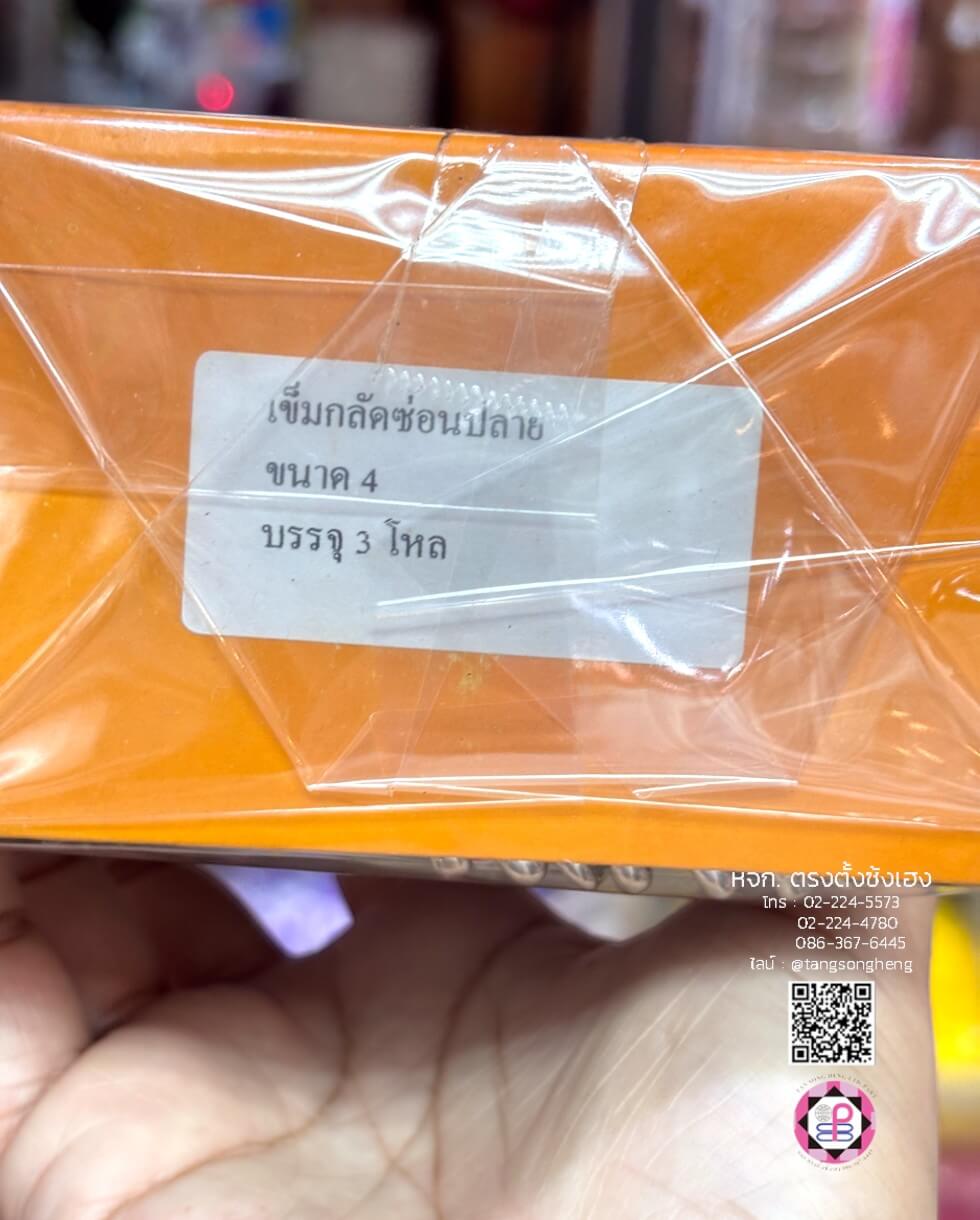 เข็มกลัดซ่อนปลาย
ขนาด 4
บรรจุ 3 โหล
หจก. ตรงตั้งซ้งเฮง
โทร : 02-224-5573
02-224-4780
086-367-6445
ไลน์ : @tangsongheng